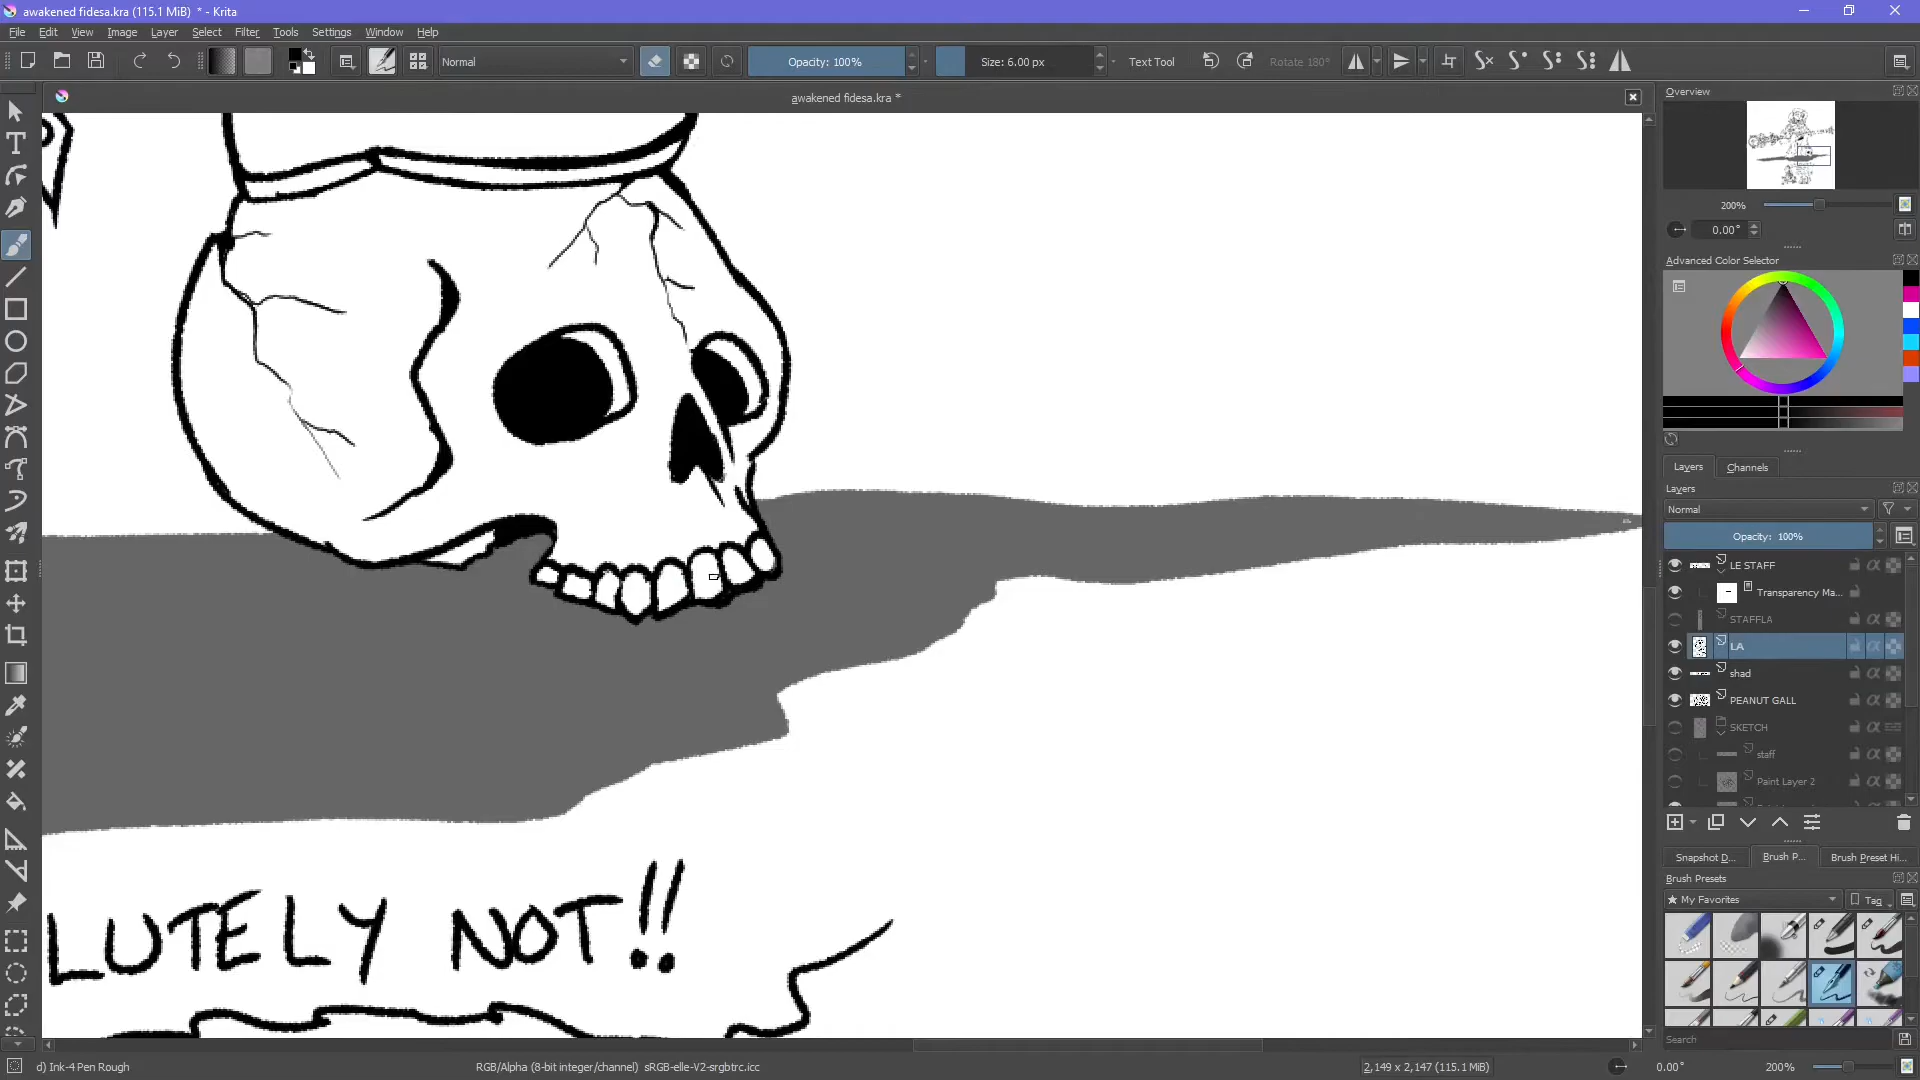 awakened fidesa.kra (115.1 MiB) * - Krita
File Edit View Image Layer Select Filter Tools Settings Window Help
Normal Opacity: 100% Size: 6.00 px Text Tool Rotate 180°
awakened fidesa.kra *
Overview
200%
0.00°
Advanced Color Selector
Layers Channels
Layers
Normal
Opacity: 100%
LE STAFF
Transparency Ma...
STAFFLA
LA
shad
PEANUT GALL
SKETCH
staff
Paint Layer 2
Snapshot D... Brush P... Brush Preset Hi...
Brush Presets
My Favorites Tag
Search
LUTELY NOT!!
d) Ink-4 Pen Rough RGB/Alpha (8-bit integer/channel) sRGB-elle-V2-srgbtrc.icc 2,149 x 2,147 (115.1 MiB) 0.00° 200%